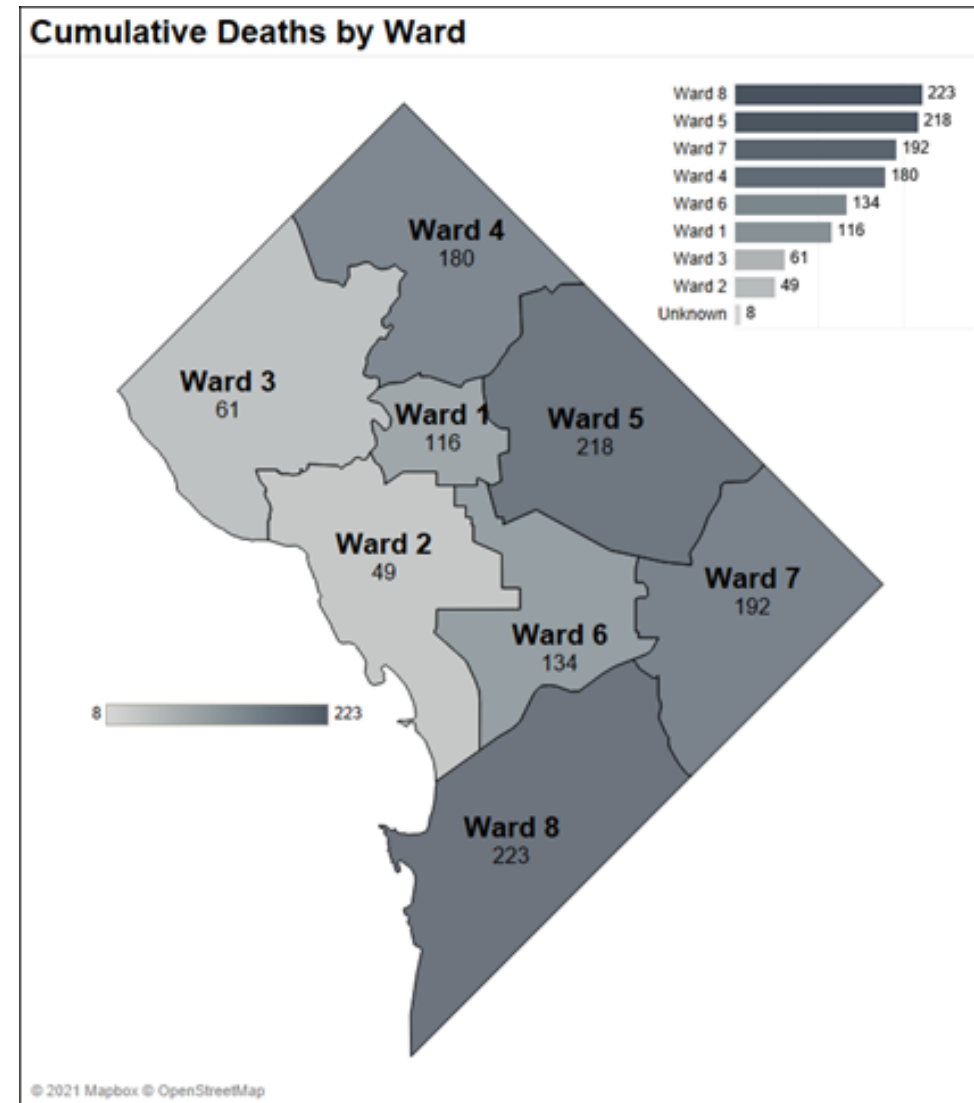 Cumulative Deaths by Ward
Ward 8 223
Ward 5 218
Ward 7 192
Ward 4 180
Ward 6 134
Ward 1 116
Ward 3 61
Ward 2 49
Unknown 8
Ward 4
180
Ward 3
61
Ward 1
116
Ward 5
218
Ward 2
49
Ward 7
192
Ward 6
134
8 223
Ward 8
223
© 2021 Mapbox © OpenStreetMap